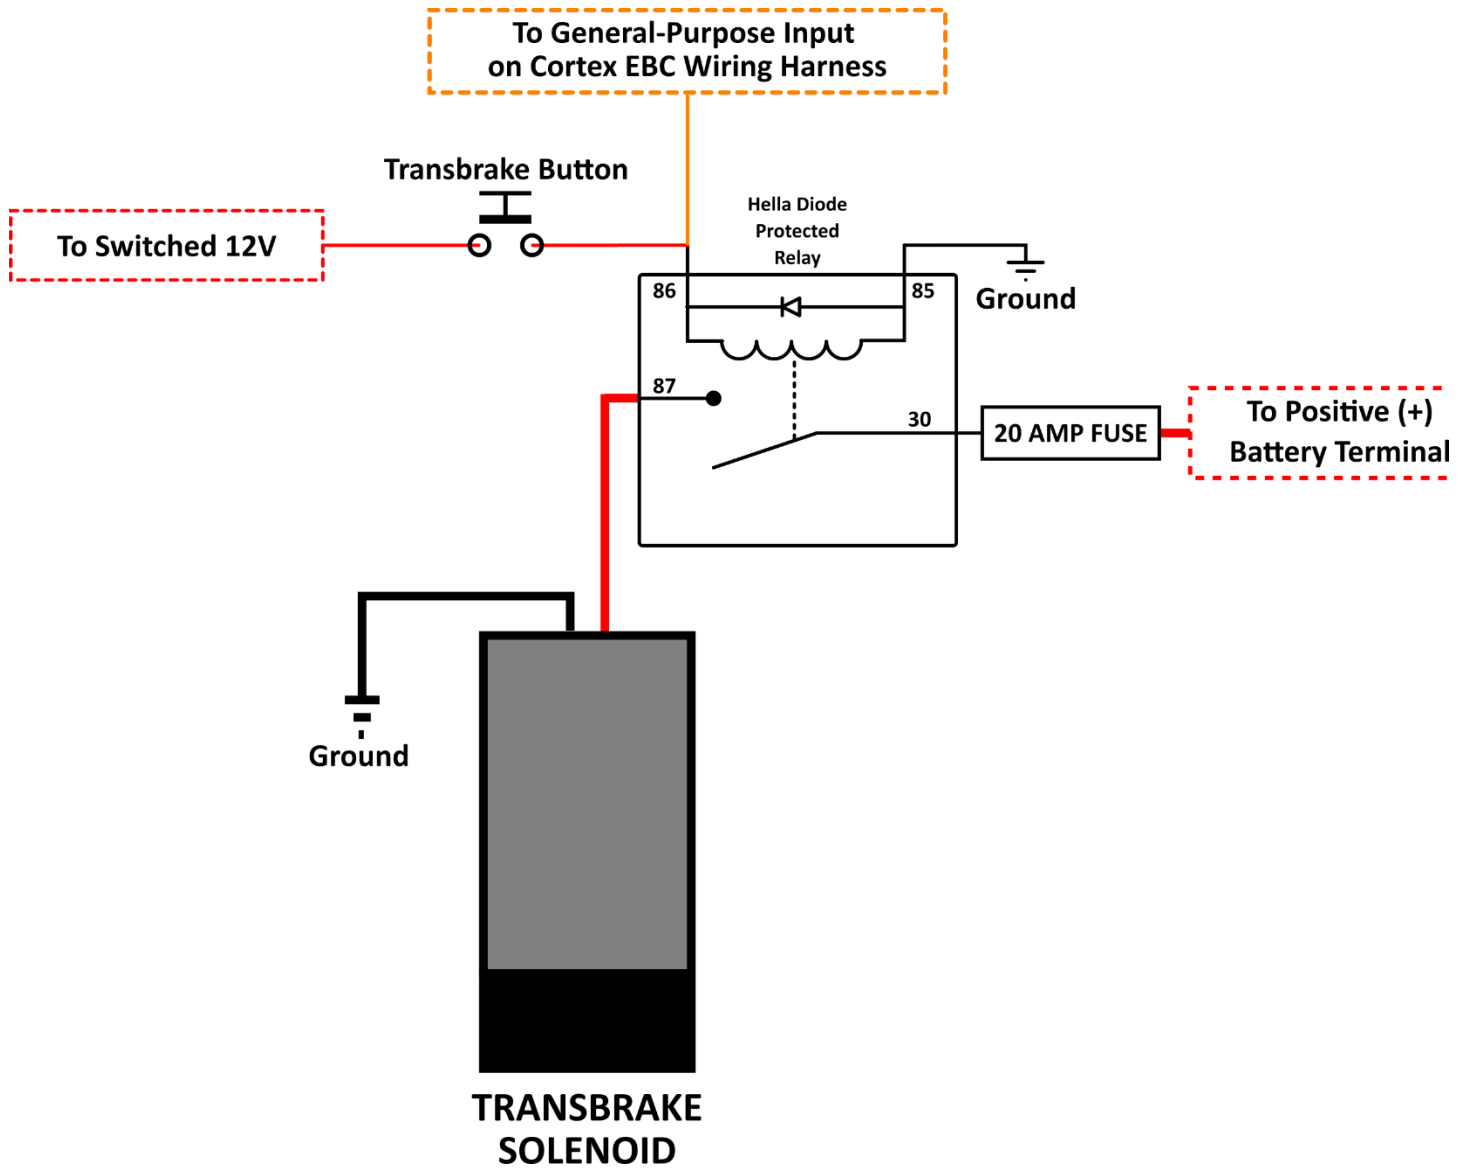 To General-Purpose Input
on Cortex EBC Wiring Harness
Transbrake Button
To Switched 12V
Hella Diode
Protected
Relay
86
85
Ground
87
30
20 AMP FUSE
To Positive (+)
Battery Terminal
Ground
TRANSBRAKE
SOLENOID